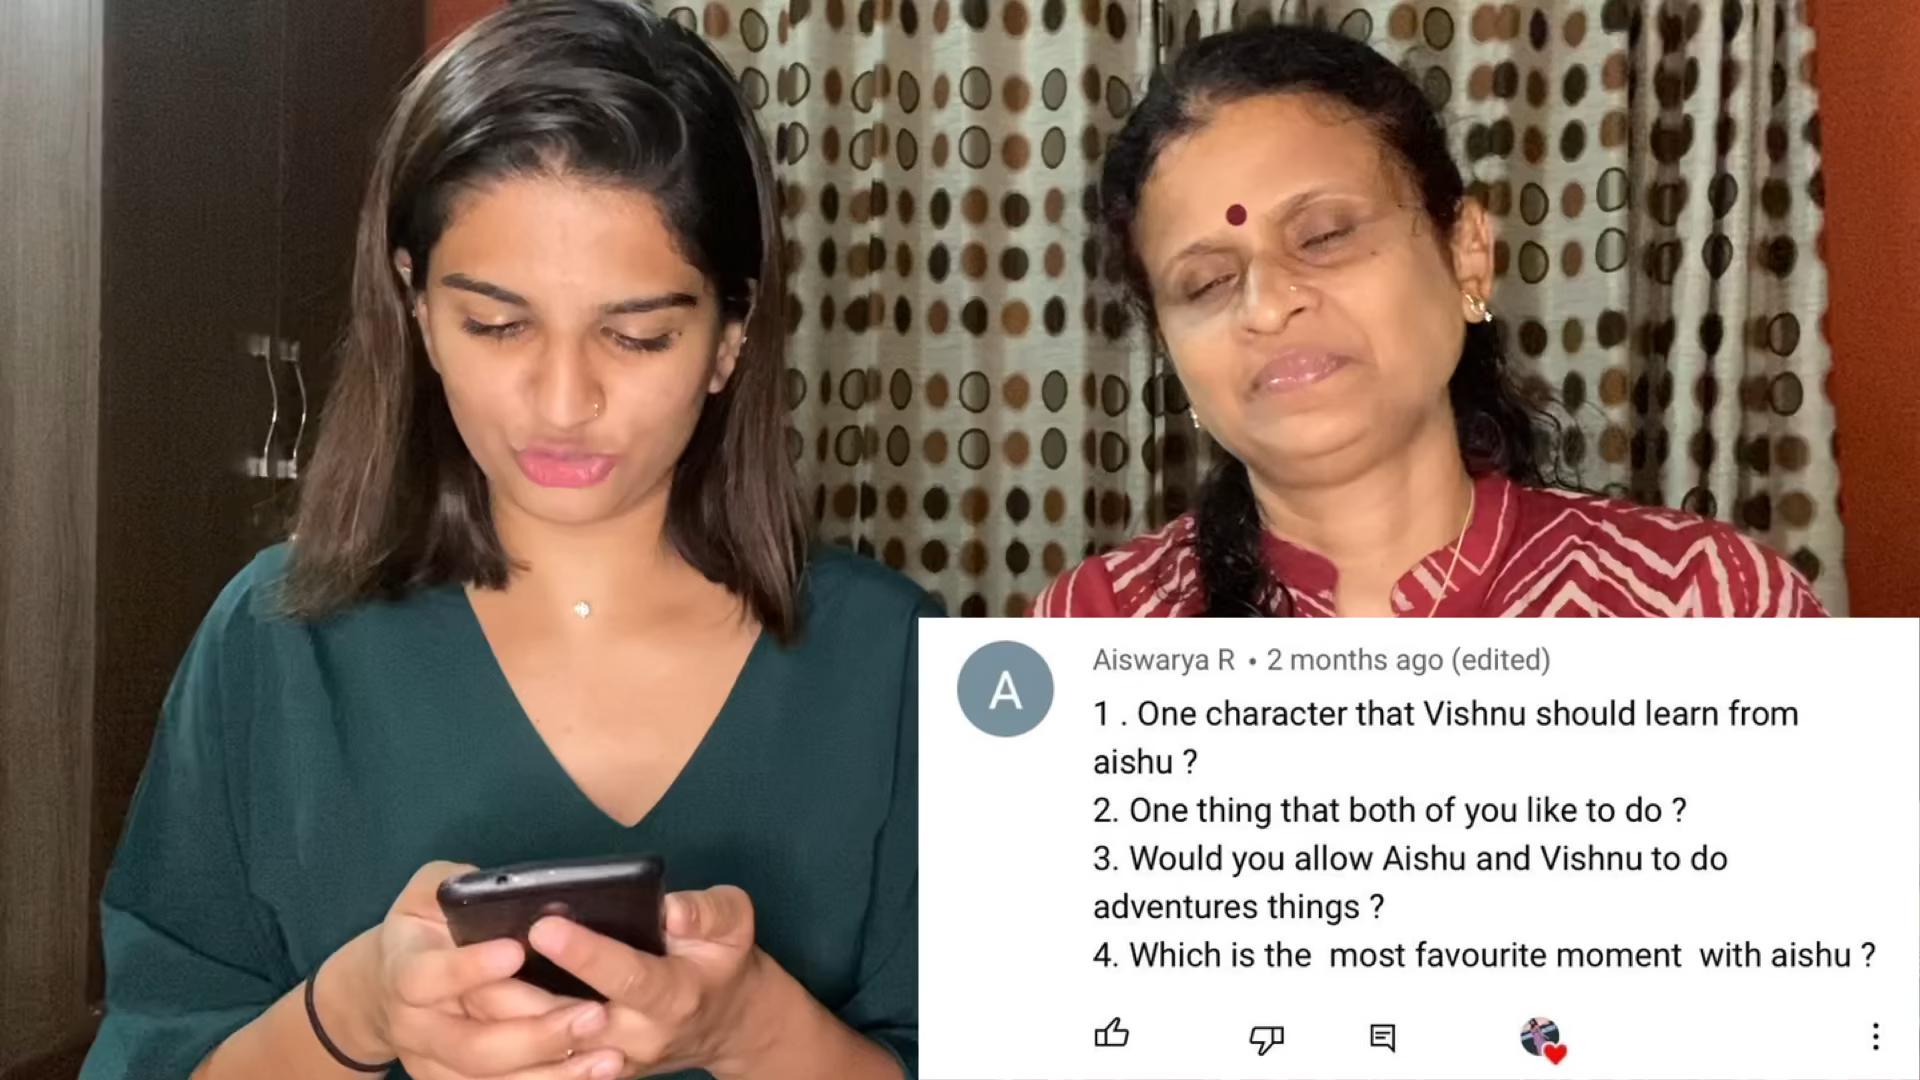 A
Aiswarya R • 2 months ago (edited)
1 . One character that Vishnu should learn from
aishu ?
2. One thing that both of you like to do ?
3. Would you allow Aishu and Vishnu to do
adventures things ?
4. Which is the  most favourite moment  with aishu ?